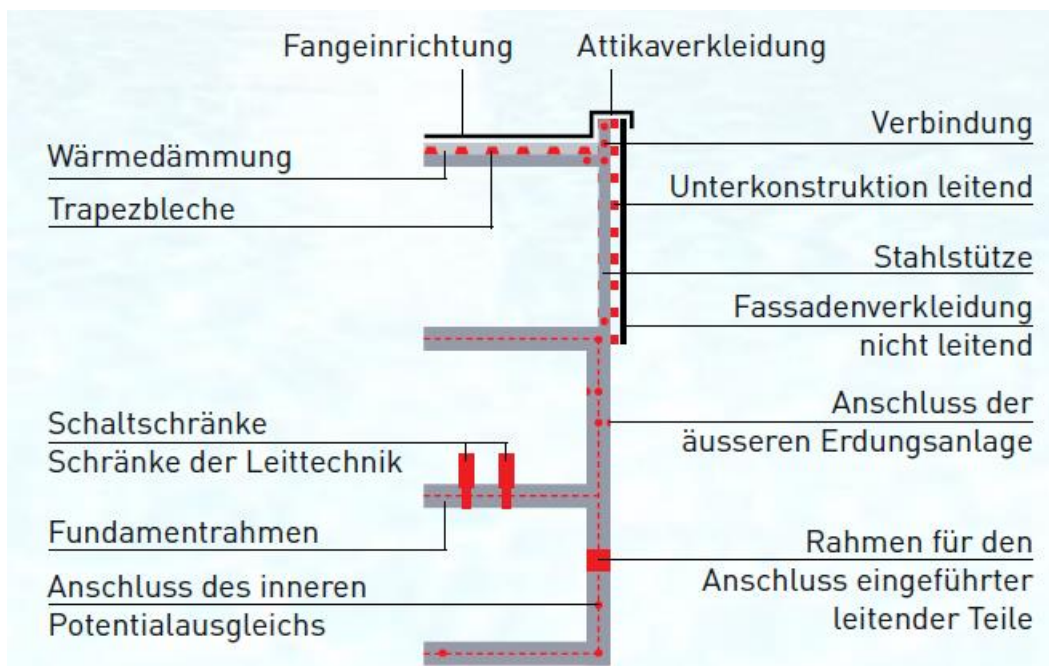 Fangeinrichtung
Attikaverkleidung
Wärmedämmung
Trapezbleche
Verbindung
Unterkonstruktion leitend
Stahlstütze
Fassadenverkleidung
nicht leitend
Schaltschränke
Schränke der Leittechnik
Fundamentrahmen
Anschluss des inneren
Potentialausgleichs
Anschluss der
äusseren Erdungsanlage
Rahmen für den
Anschluss eingeführter
leitender Teile